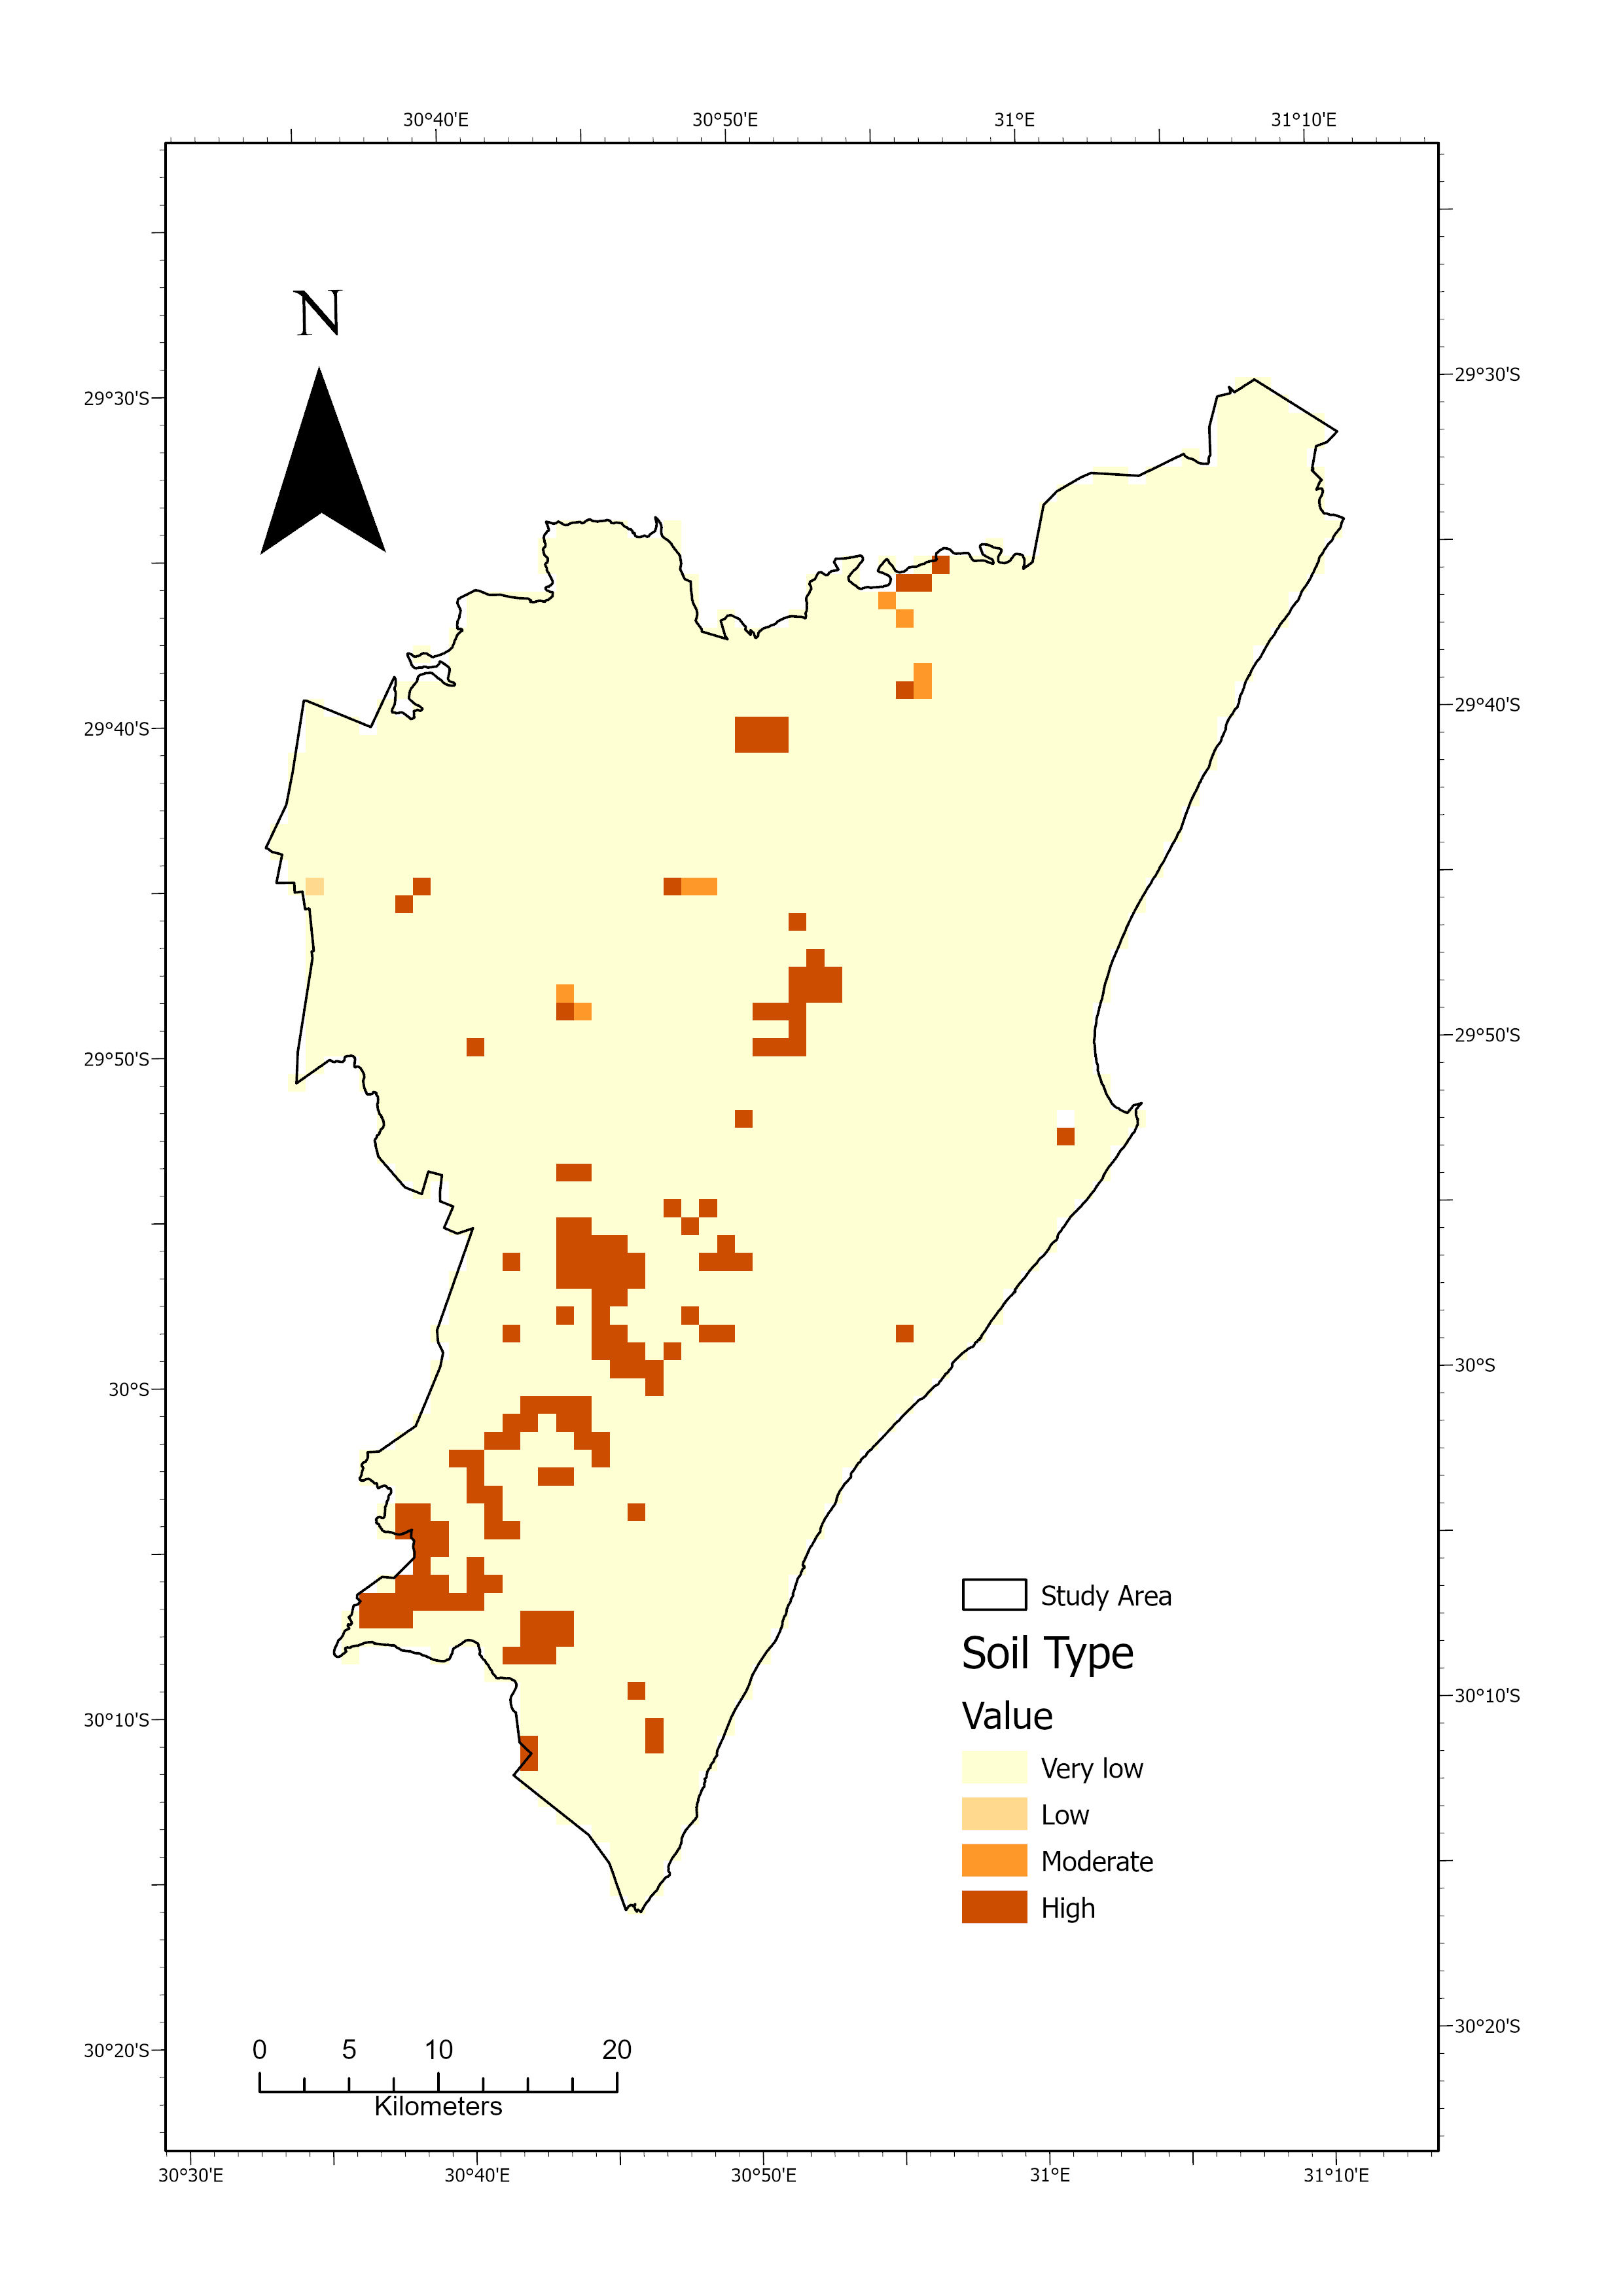 30°40'E 30°50'E 31°E 31°10'E
N
29°30'S 29°30'S
29°40'S 29°40'S
29°50'S 29°50'S
30°S 30°S
Study Area
Soil Type
30°10'S 30°10'S
Value
Very low
Low
Moderate
High
30°20'S 30°20'S
0 5 10 20
Kilometers
30°30'E 30°40'E 30°50'E 31°E 31°10'E